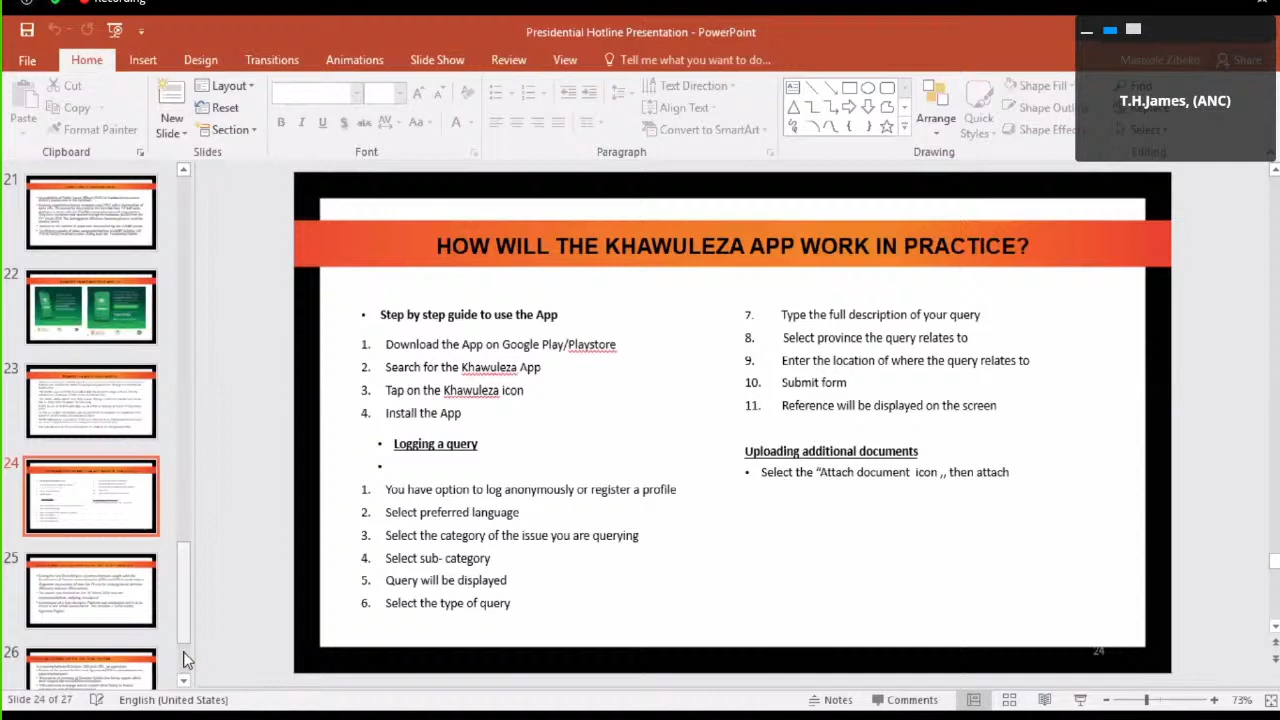 Recording
Presidential Hotline Presentation - PowerPoint
File Home Insert Design Transitions Animations Slide Show Review View Tell me what you want to do... Masixole Zibeko Share
Paste
Cut
Copy
Format Painter
Clipboard
New Slide
Layout
Reset
Section
Slides
Font
Text Direction
Align Text
Convert to SmartArt
Paragraph
Arrange
Quick Styles
Shape Fill
Shape Outl
Shape Effect
Drawing
Find
Select
Editing
T.H.James, (ANC)
21
22
23
24
25
26
HOW WILL THE KHAWULEZA APP WORK IN PRACTICE?
• Step by step guide to use the App
1. Download the App on Google Play/Playstore
2. Search for the Khawuleza App
Tap on the Khawuleza icon
4. Install the App
• Logging a query
•
1. You have option to log anonymously or register a profile
2. Select preferred language
3. Select the category of the issue you are querying
4. Select sub- category
5. Query will be displayed
6. Select the type of query
7. Type the full description of your query
8. Select province the query relates to
9. Enter the location of where the query relates to
10. Submit form
11. Reference will be displayed on the screen
Uploading additional documents
• Select the “Attach document icon ,, then attach
24
Slide 24 of 27 English (United States) Notes Comments 73%